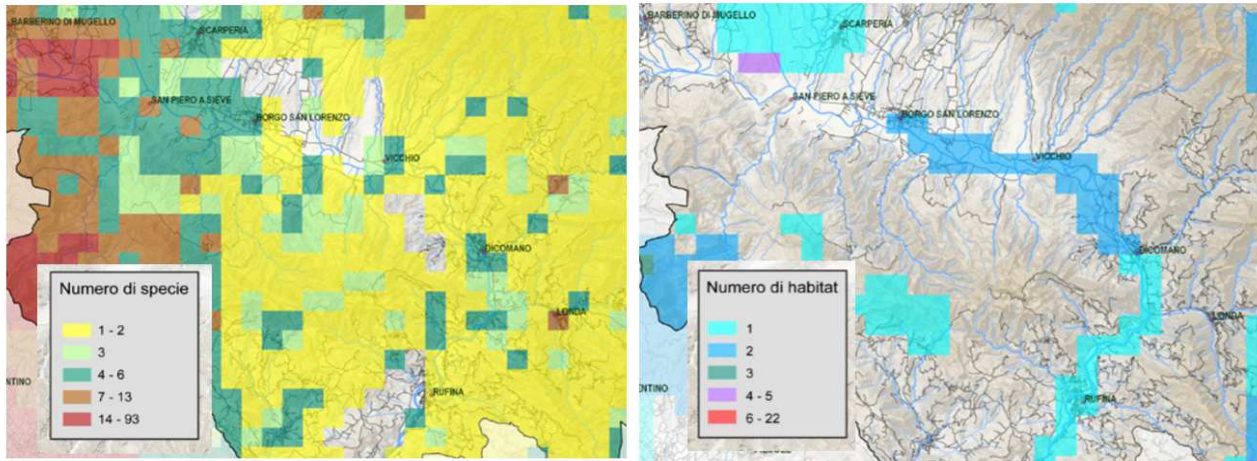 BARBERINO DI MUGELLO
SCARPERIA
SAN PIERO A SIEVE
BORGO SAN LORENZO
VICCHIO
DICOMANO
LONDA
RUFINA
NTINO
Numero di specie
1 - 2
3
4 - 6
7 - 13
14 - 93
BARBERINO DI MUGELLO
SCARPERIA
SAN PIERO A SIEVE
BORGO SAN LORENZO
VICCHIO
DICOMANO
LONDA
RUFINA
ENTINO
Numero di habitat
1
2
3
4 - 5
6 - 22